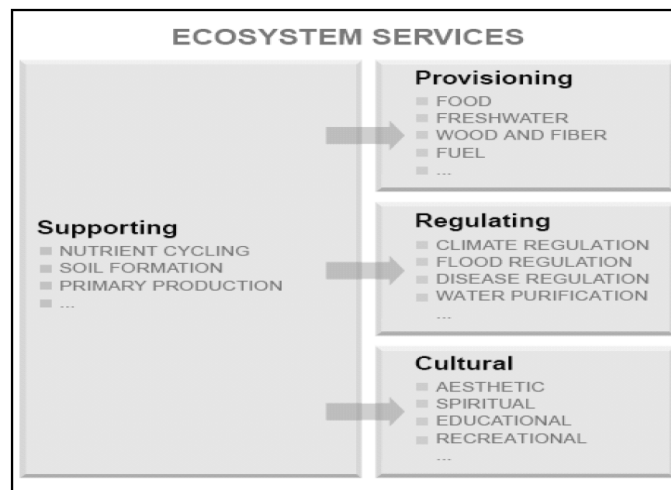 ECOSYSTEM SERVICES
Supporting
NUTRIENT CYCLING
SOIL FORMATION
PRIMARY PRODUCTION
...
Provisioning
FOOD
FRESHWATER
WOOD AND FIBER
FUEL
...
Regulating
CLIMATE REGULATION
FLOOD REGULATION
DISEASE REGULATION
WATER PURIFICATION
...
Cultural
AESTHETIC
SPIRITUAL
EDUCATIONAL
RECREATIONAL
...